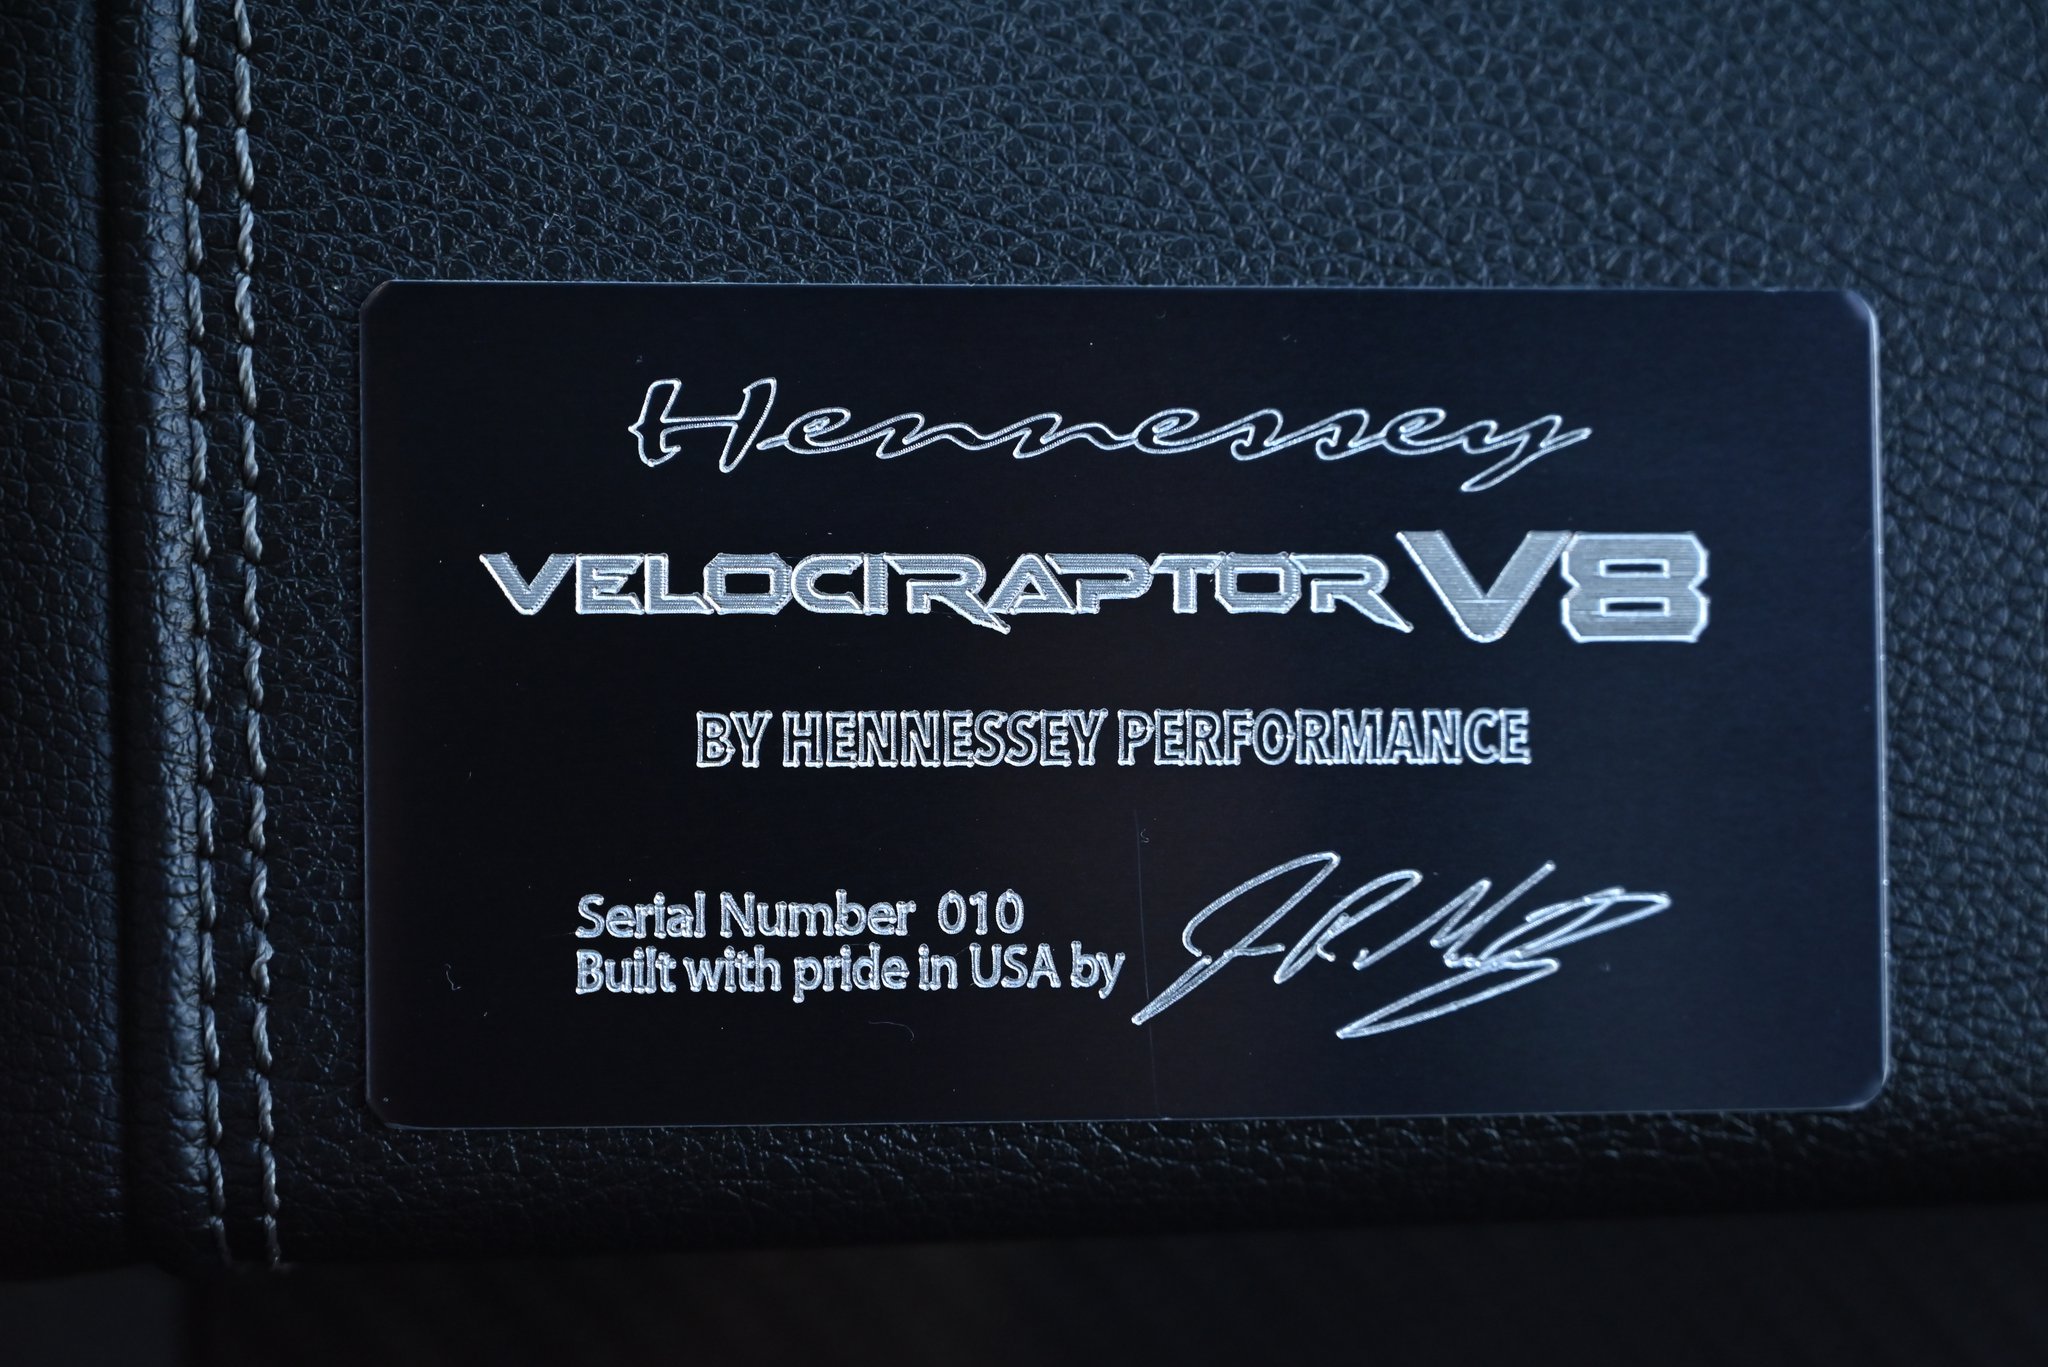 Hennessey
VELOCIRAPTOR V8
BY HENNESSEY PERFORMANCE
Serial Number 010
Built with pride in USA by